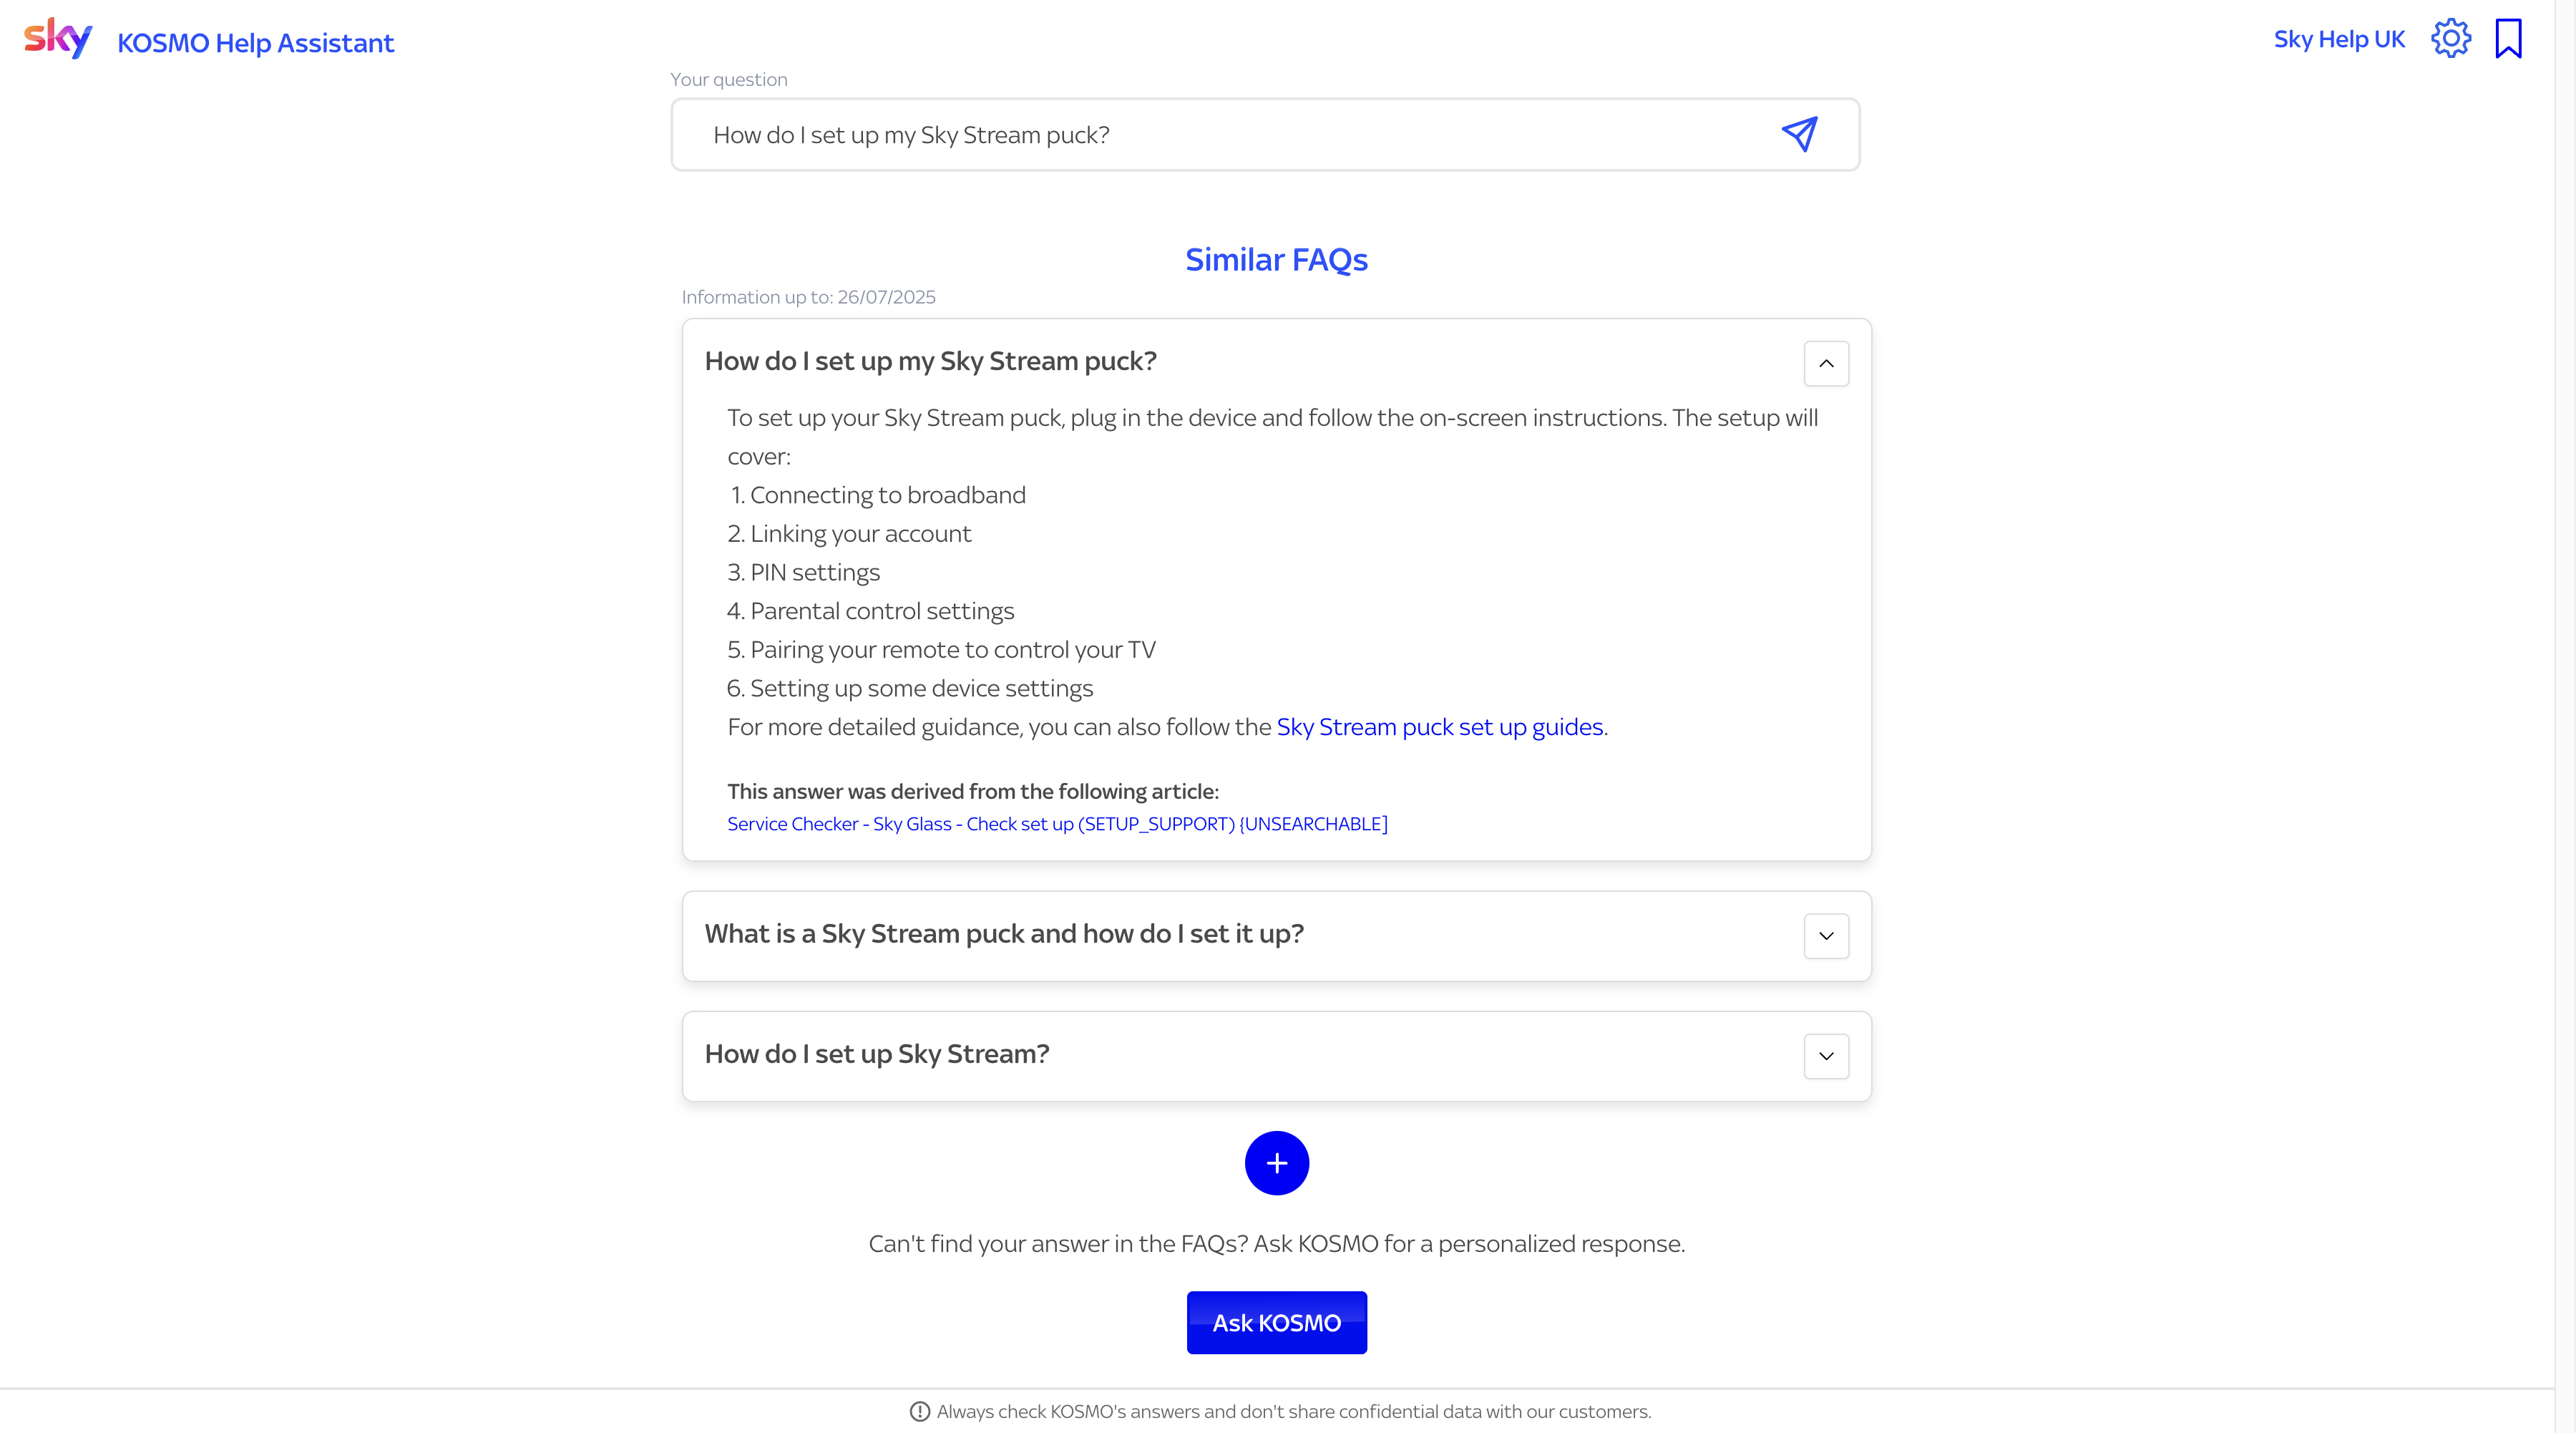 sky KOSMO Help Assistant
Sky Help UK
Your question
How do I set up my Sky Stream puck?
Similar FAQs
Information up to: 26/07/2025
How do I set up my Sky Stream puck?
To set up your Sky Stream puck, plug in the device and follow the on-screen instructions. The setup will
cover:
1. Connecting to broadband
2. Linking your account
3. PIN settings
4. Parental control settings
5. Pairing your remote to control your TV
6. Setting up some device settings
For more detailed guidance, you can also follow the Sky Stream puck set up guides.
This answer was derived from the following article:
Service Checker - Sky Glass - Check set up (SETUP_SUPPORT) {UNSEARCHABLE]
What is a Sky Stream puck and how do I set it up?
How do I set up Sky Stream?
Can't find your answer in the FAQs? Ask KOSMO for a personalized response.
Ask KOSMO
Always check KOSMO's answers and don't share confidential data with our customers.